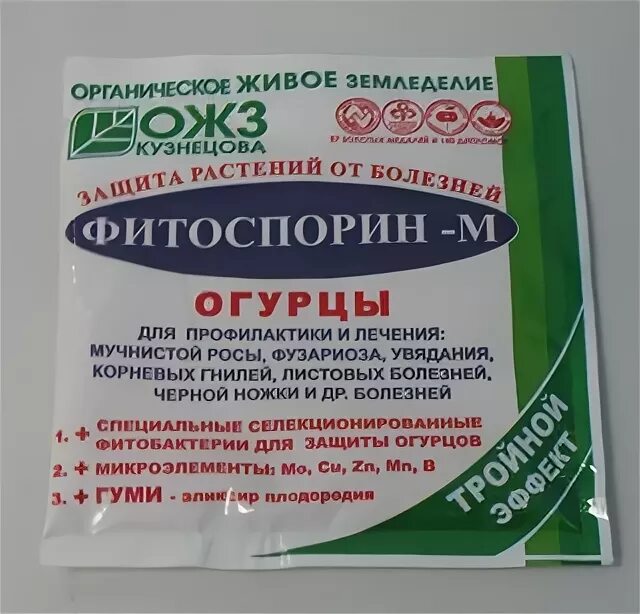 ОРГАНИЧЕСКОЕ ЖИВОЕ ЗЕМЛЕДЕЛИЕ
ОЖЗ
КУЗНЕЦОВА
ЗАЩИТА РАСТЕНИЙ ОТ БОЛЕЗНЕЙ
ФИТОСПОРИН -М
ОГУРЦЫ
ДЛЯ ПРОФИЛАКТИКИ И ЛЕЧЕНИЯ:
МУЧНИСТОЙ РОСЫ, ФУЗАРИОЗА, УВЯДАНИЯ,
КОРНЕВЫХ ГНИЛЕЙ, ЛИСТОВЫХ БОЛЕЗНЕЙ,
ЧЕРНОЙ НОЖКИ И ДР. БОЛЕЗНЕЙ
1. + СПЕЦИАЛЬНЫЕ СЕЛЕКЦИОНИРОВАННЫЕ
ФИТОБАКТЕРИИ ДЛЯ ЗАЩИТЫ ОГУРЦОВ
2. + МИКРОЭЛЕМЕНТЫ: Mo, Cu, Zn, Mn, B
3. + ГУМИ - эликсир плодородия
ТРОЙНОЙ
ЭФФЕКТ